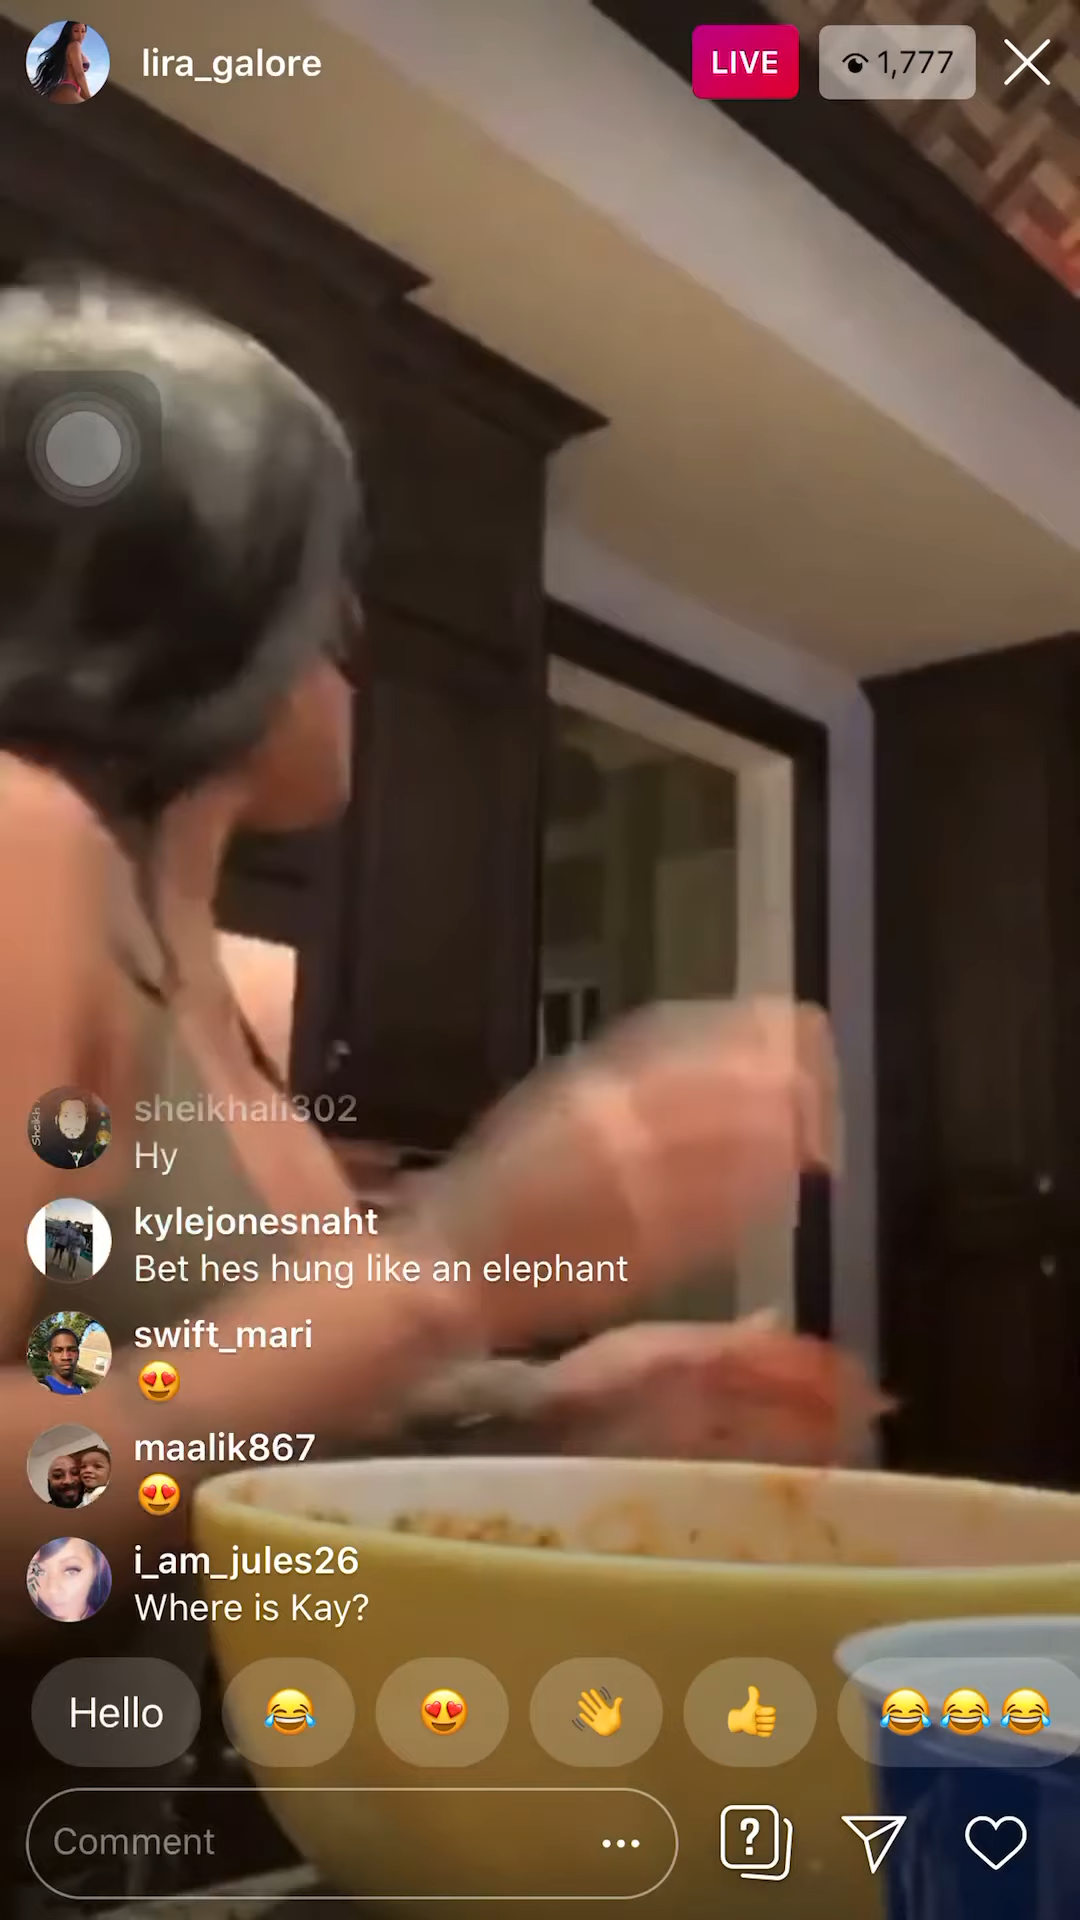 lira_galore
LIVE
1,777
sheikhali302
Hy
kylejonesnaht
Bet hes hung like an elephant
swift_mari
😍
maalik867
😍
i_am_jules26
Where is Kay?
Hello
😂
😍
👋
👍
😂😂😂
Comment